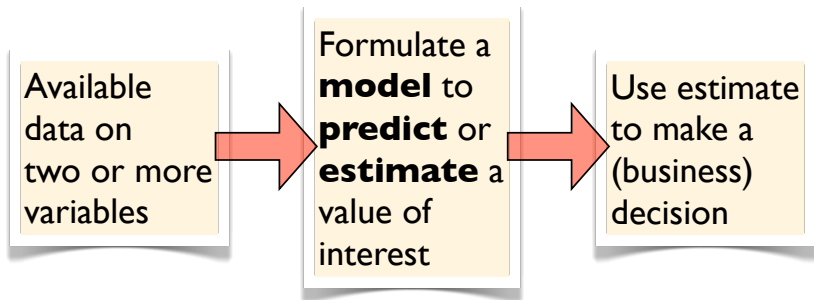 Available
data on
two or more
variables
Formulate a
model to
predict or
estimate a
value of
interest
Use estimate
to make a
(business)
decision